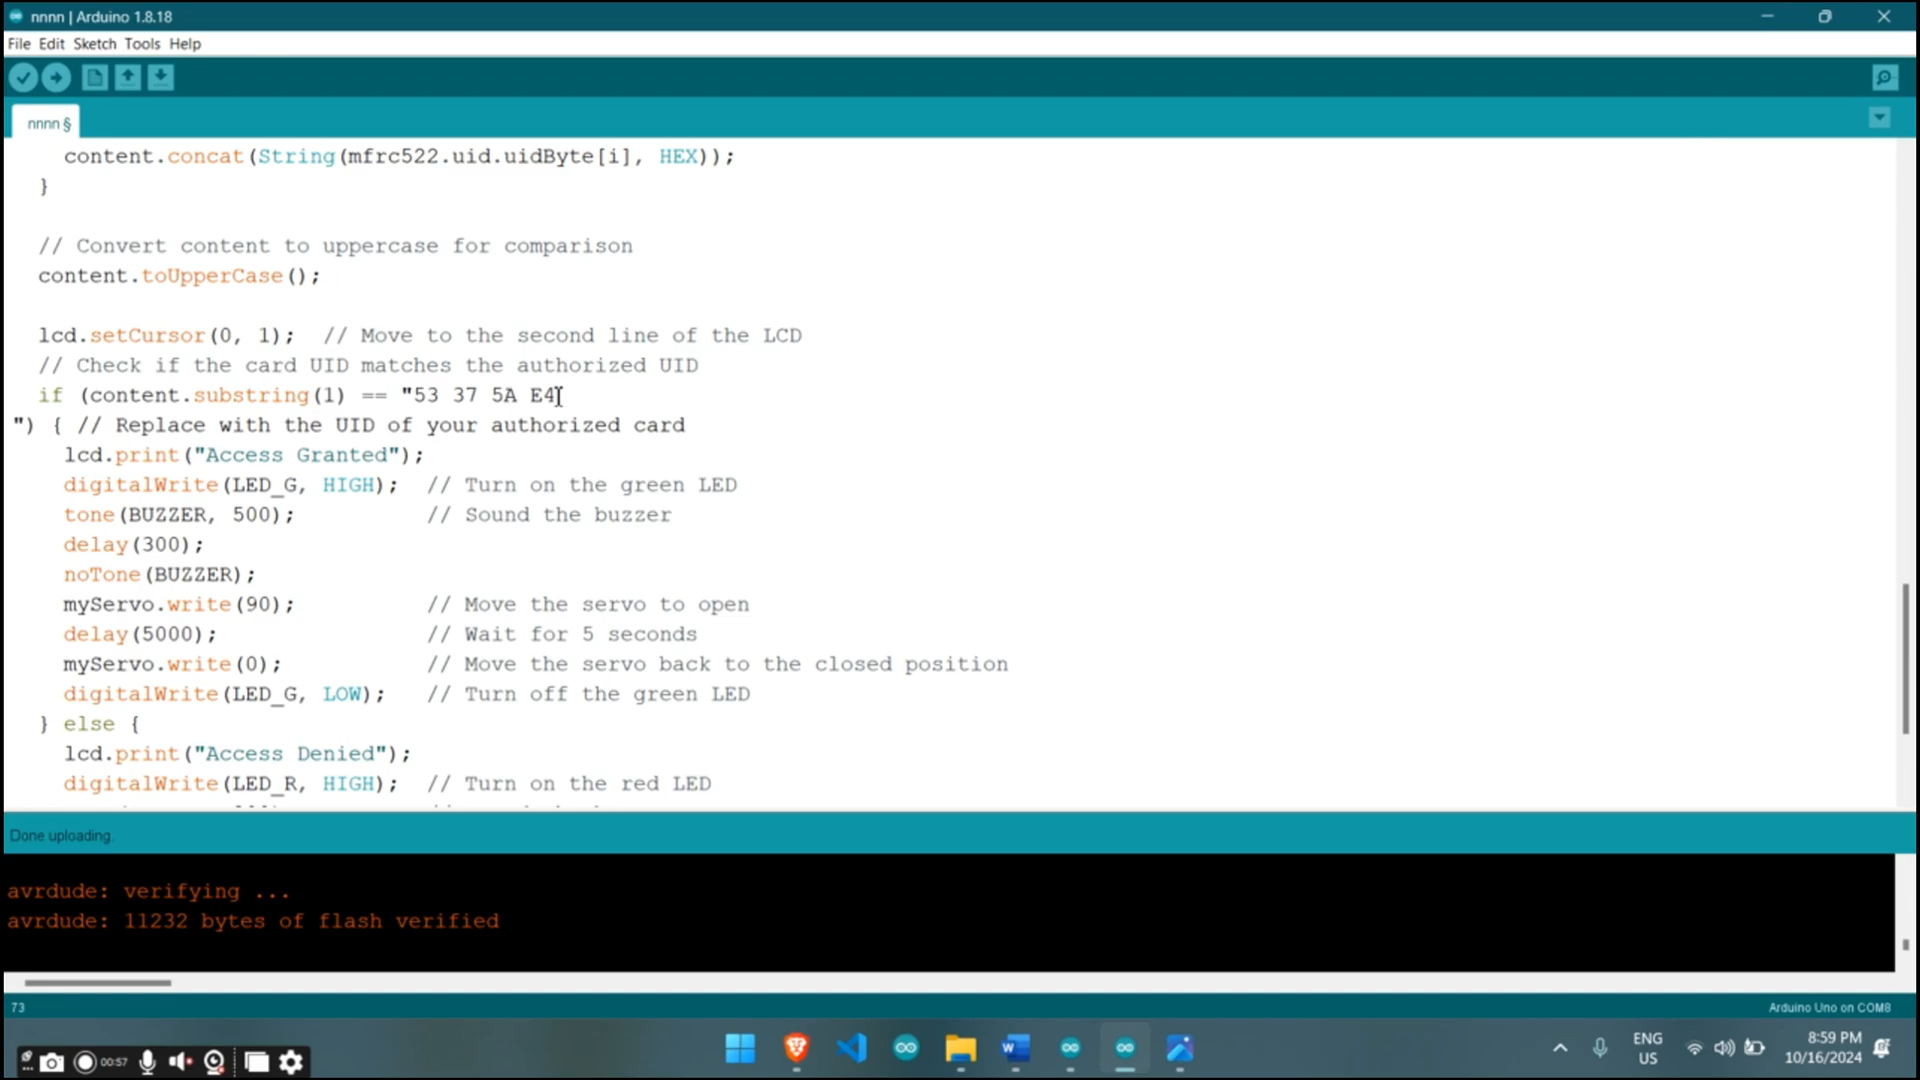 nnnn | Arduino 1.8.18
File Edit Sketch Tools Help
nnnn §
content.concat(String(mfrc522.uid.uidByte[i], HEX));
}
// Convert content to uppercase for comparison
content.toUpperCase();
lcd.setCursor(0, 1);  // Move to the second line of the LCD
// Check if the card UID matches the authorized UID
if (content.substring(1) == "53 37 5A E4
") { // Replace with the UID of your authorized card
lcd.print("Access Granted");
digitalWrite(LED_G, HIGH);  // Turn on the green LED
tone(BUZZER, 500);          // Sound the buzzer
delay(300);
noTone(BUZZER);
myServo.write(90);          // Move the servo to open
delay(5000);                // Wait for 5 seconds
myServo.write(0);           // Move the servo back to the closed position
digitalWrite(LED_G, LOW);   // Turn off the green LED
} else {
lcd.print("Access Denied");
digitalWrite(LED_R, HIGH);  // Turn on the red LED
Done uploading.
avrdude: verifying ...
avrdude: 11232 bytes of flash verified
73
Arduino Uno on COM8
00:57
ENG
US
8:59 PM
10/16/2024